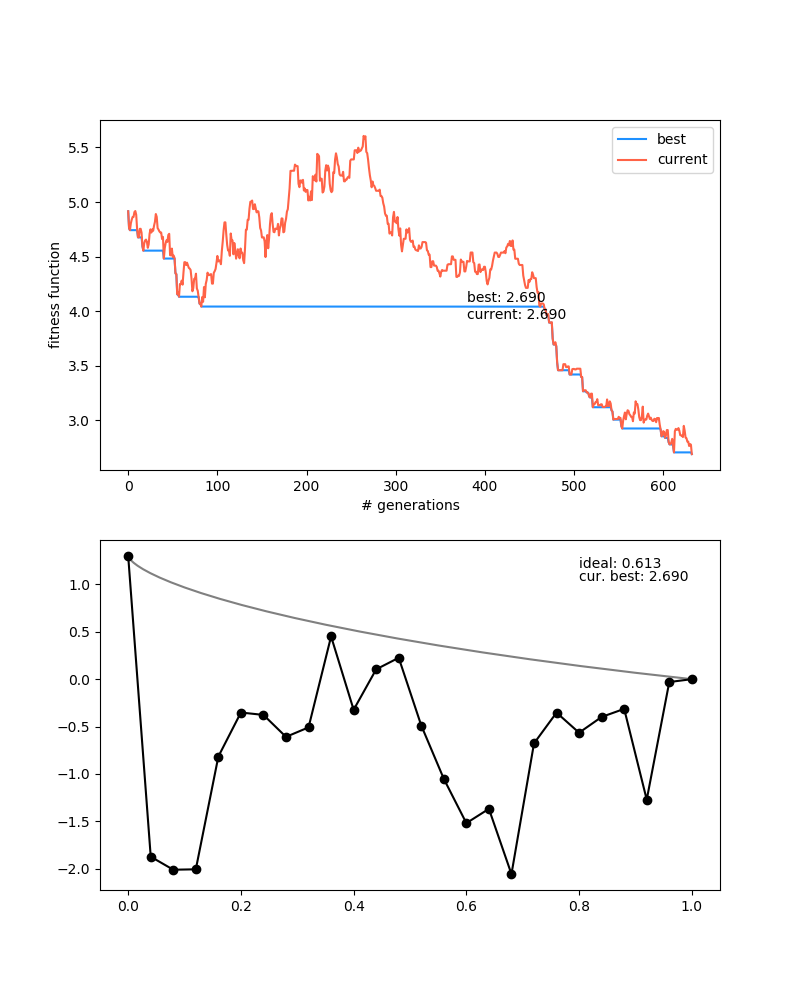 best
current
5.5
5.0
4.5
4.0
3.5
3.0
fitness function
best: 2.690
current: 2.690
0 100 200 300 400 500 600
# generations
ideal: 0.613
cur. best: 2.690
1.0
0.5
0.0
−0.5
−1.0
−1.5
−2.0
0.0 0.2 0.4 0.6 0.8 1.0